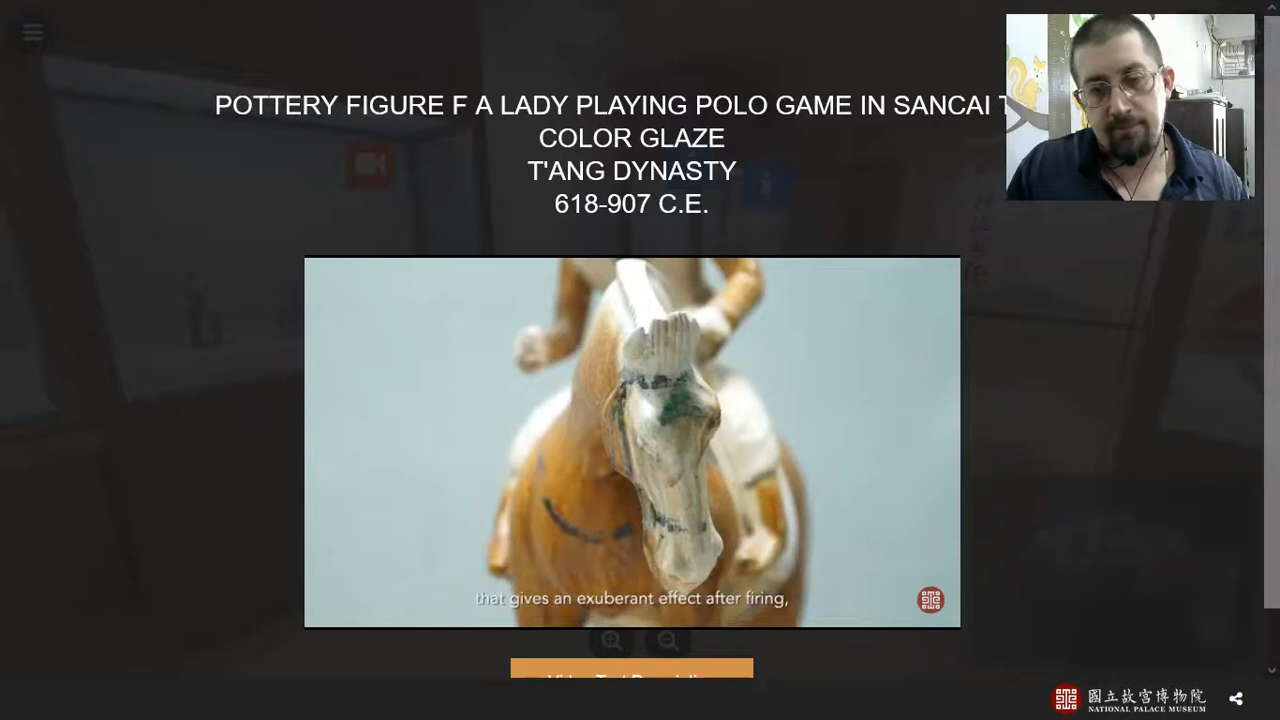 POTTERY FIGURE F A LADY PLAYING POLO GAME IN SANCAI T
COLOR GLAZE
T'ANG DYNASTY
618-907 C.E.
that gives an exuberant effect after firing,
國立故宮博物院
NATIONAL PALACE MUSEUM